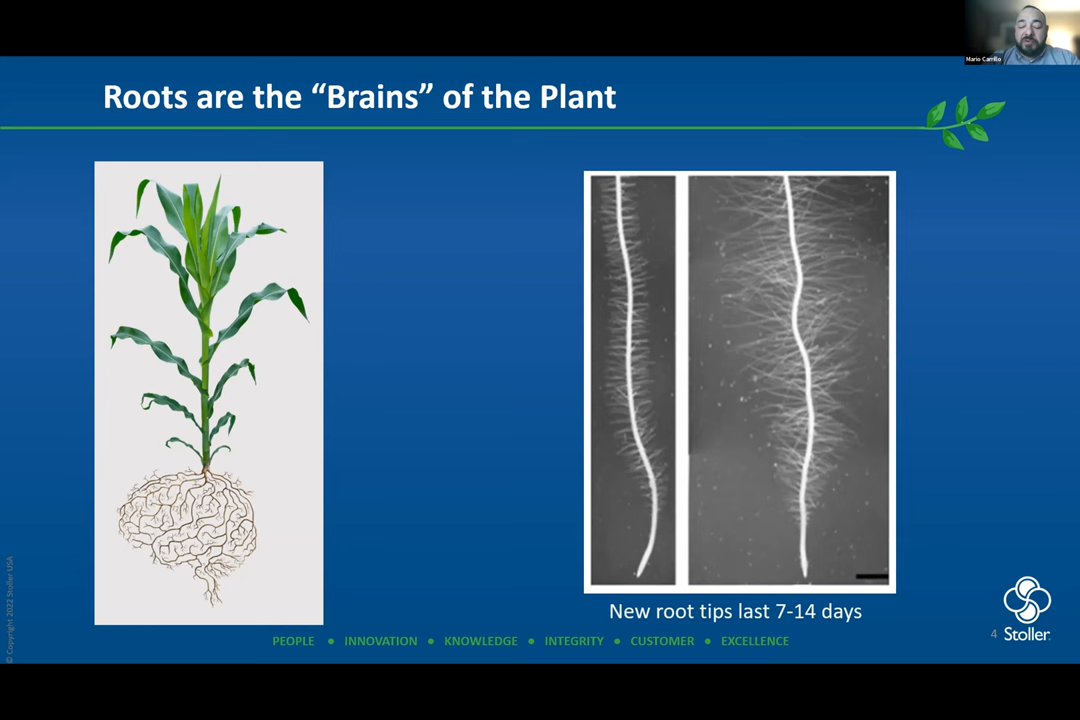 Mario Carrillo
Roots are the “Brains” of the Plant
New root tips last 7-14 days
PEOPLE • INNOVATION • KNOWLEDGE • INTEGRITY • CUSTOMER • EXCELLENCE
4
Stoller
© Copyright 2022 Stoller USA